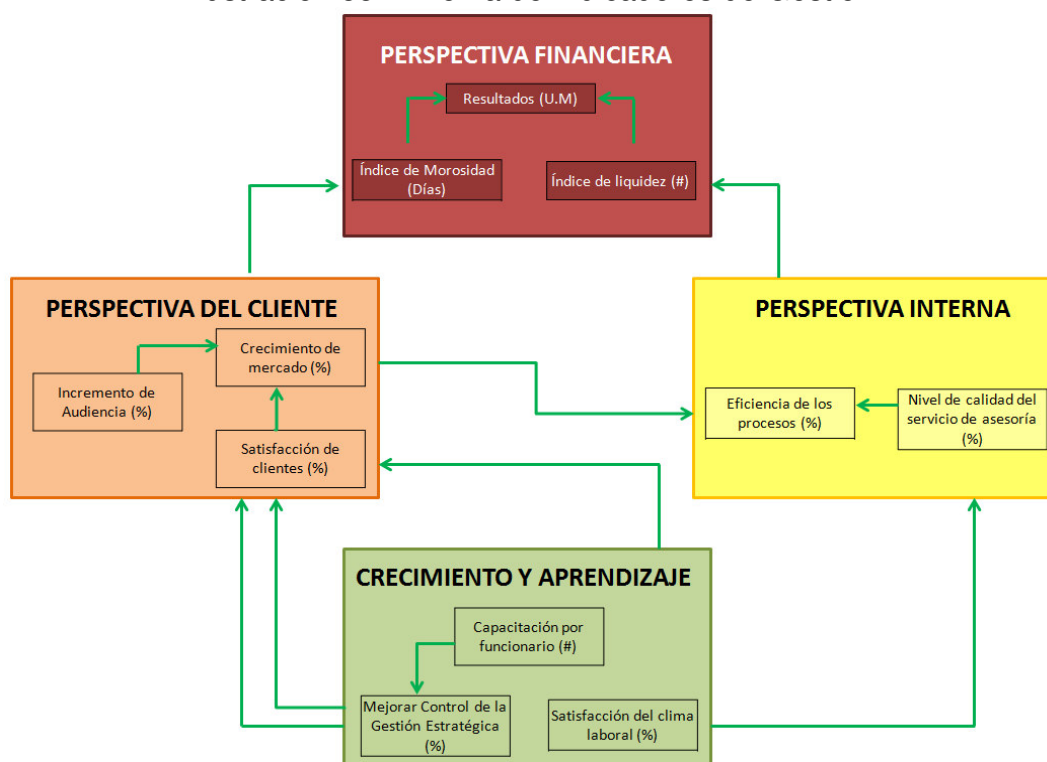 PERSPECTIVA FINANCIERA
Resultados (U.M)
Índice de Morosidad
(Días)
Índice de liquidez (#)
PERSPECTIVA DEL CLIENTE
Crecimiento de
mercado (%)
Incremento de
Audiencia (%)
Satisfacción de
clientes (%)
PERSPECTIVA INTERNA
Eficiencia de los
procesos (%)
Nivel de calidad del
servicio de asesoría
(%)
CRECIMIENTO Y APRENDIZAJE
Capacitación por
funcionario (#)
Mejorar Control de la
Gestión Estratégica
(%)
Satisfacción del clima
laboral (%)